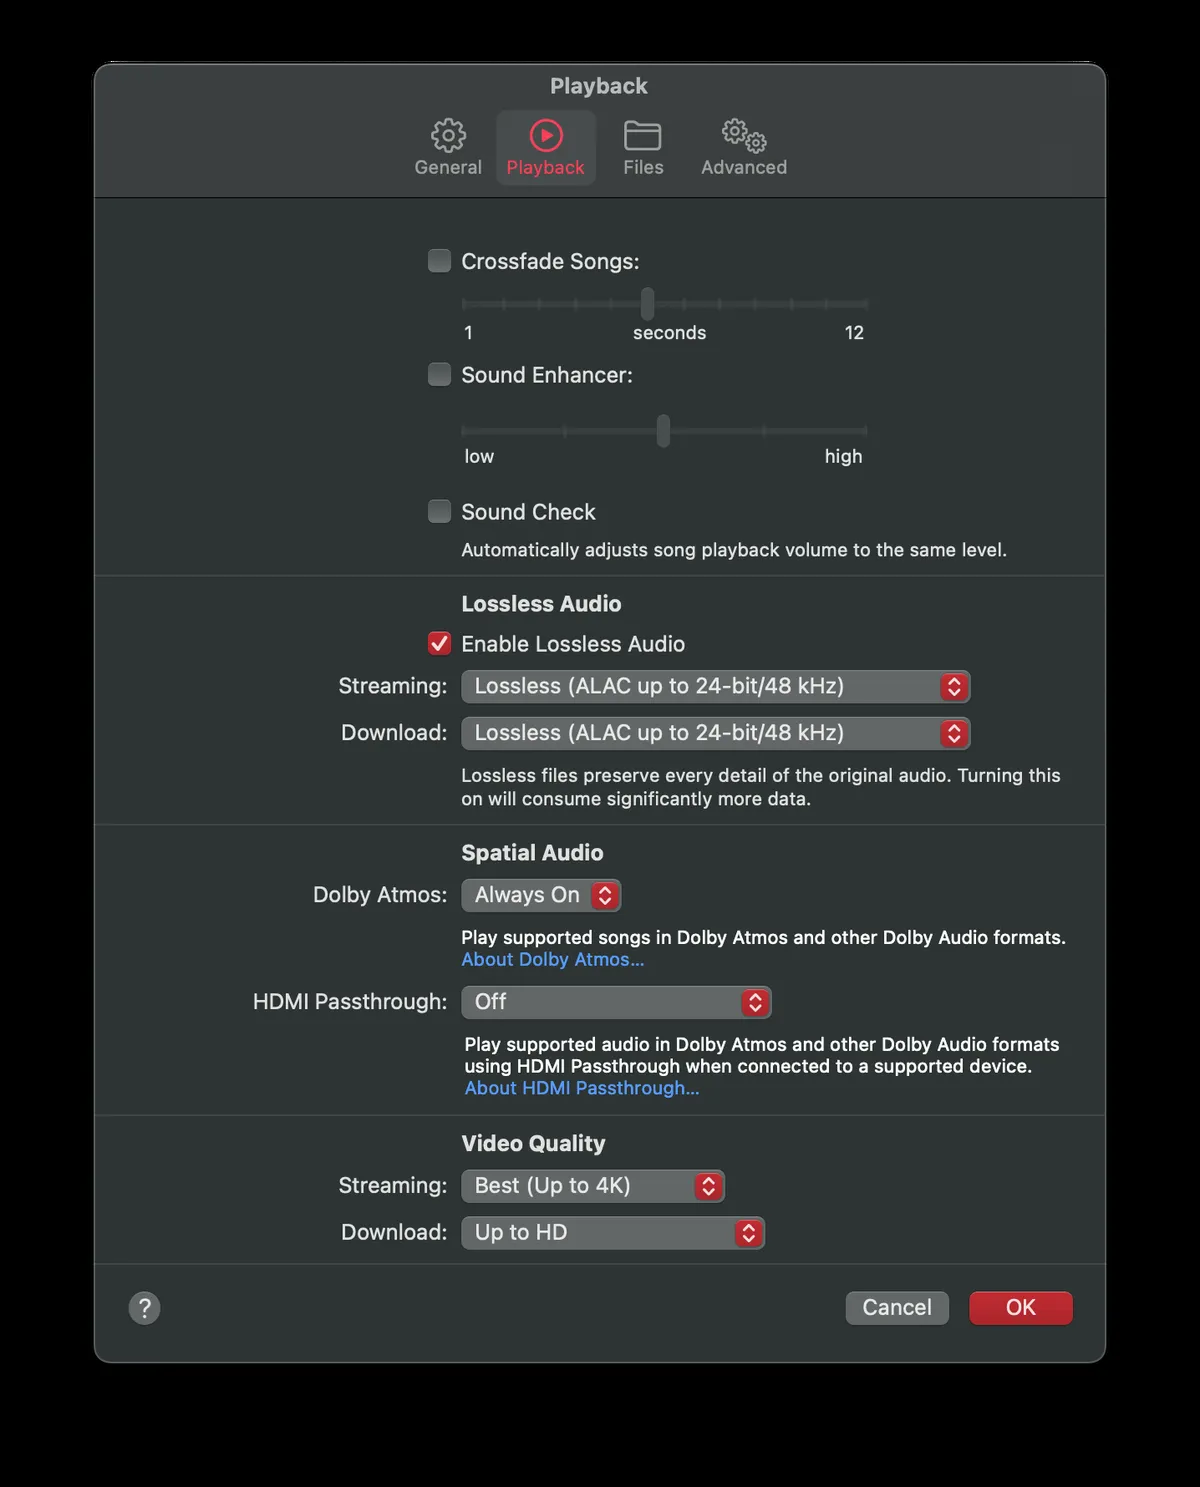 Playback
General Playback Files Advanced
Crossfade Songs:
1 seconds 12
Sound Enhancer:
low high
Sound Check
Automatically adjusts song playback volume to the same level.
Lossless Audio
Enable Lossless Audio
Streaming: Lossless (ALAC up to 24-bit/48 kHz)
Download: Lossless (ALAC up to 24-bit/48 kHz)
Lossless files preserve every detail of the original audio. Turning this
on will consume significantly more data.
Spatial Audio
Dolby Atmos: Always On
Play supported songs in Dolby Atmos and other Dolby Audio formats.
About Dolby Atmos...
HDMI Passthrough: Off
Play supported audio in Dolby Atmos and other Dolby Audio formats
using HDMI Passthrough when connected to a supported device.
About HDMI Passthrough...
Video Quality
Streaming: Best (Up to 4K)
Download: Up to HD
? Cancel OK